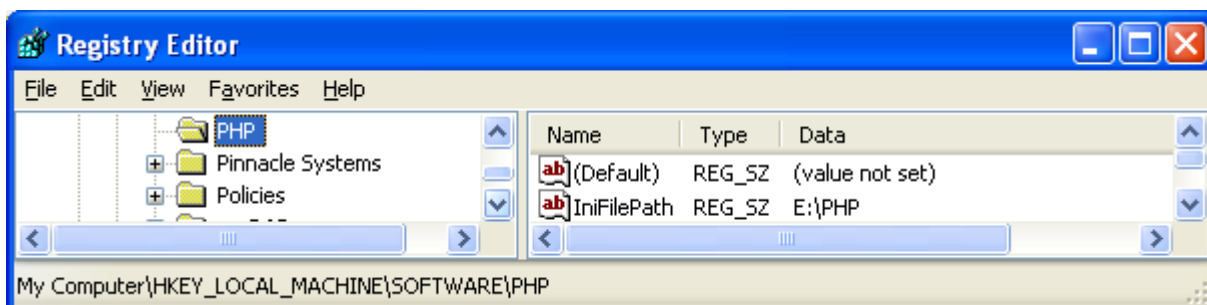 Registry Editor
File Edit View Favorites Help
PHP
Pinnacle Systems
Policies
Name Type Data
(Default) REG_SZ (value not set)
IniFilePath REG_SZ E:\PHP
My Computer\HKEY_LOCAL_MACHINE\SOFTWARE\PHP